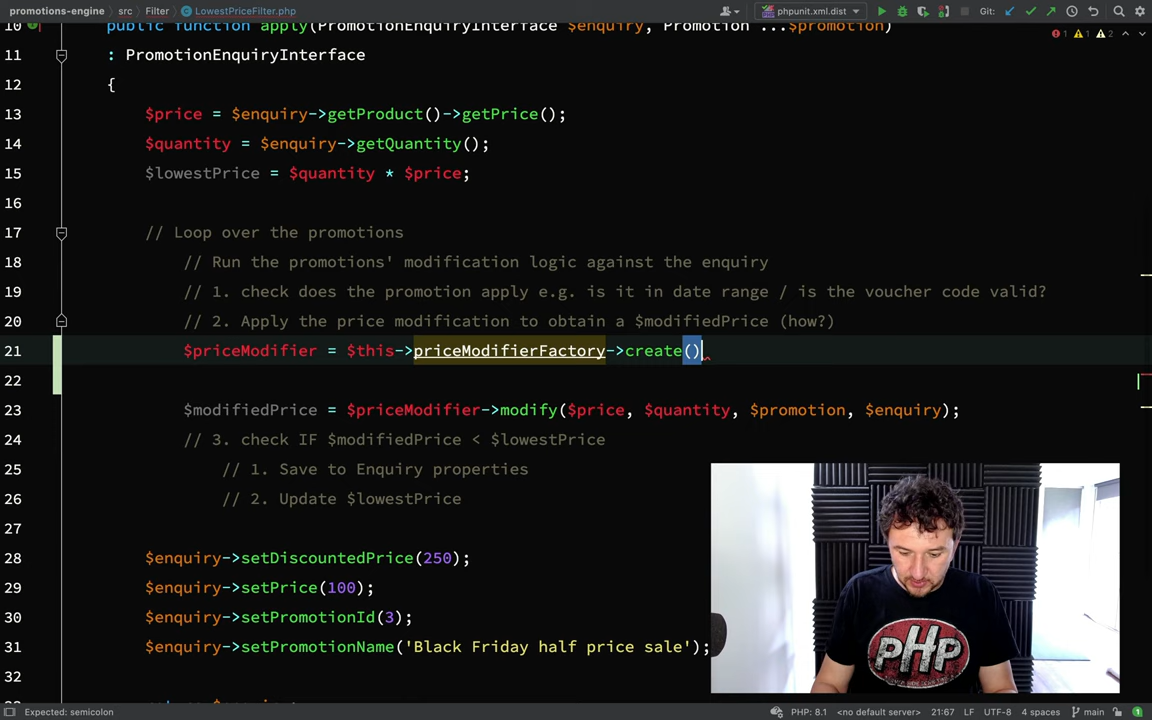 promotions-engine › src › Filter › LowestPriceFilter.php
phpunit.xml.dist
Git:
10 public function apply(PromotionEnquiryInterface $enquiry, Promotion ...$promotion)
1 1 2
11 : PromotionEnquiryInterface
12 {
13 $price = $enquiry->getProduct()->getPrice();
14 $quantity = $enquiry->getQuantity();
15 $lowestPrice = $quantity * $price;
16
17 // Loop over the promotions
18 // Run the promotions' modification logic against the enquiry
19 // 1. check does the promotion apply e.g. is it in date range / is the voucher code valid?
20 // 2. Apply the price modification to obtain a $modifiedPrice (how?)
21 $priceModifier = $this->priceModifierFactory->create()
22
23 $modifiedPrice = $priceModifier->modify($price, $quantity, $promotion, $enquiry);
24 // 3. check IF $modifiedPrice < $lowestPrice
25 // 1. Save to Enquiry properties
26 // 2. Update $lowestPrice
27
28 $enquiry->setDiscountedPrice(250);
29 $enquiry->setPrice(100);
30 $enquiry->setPromotionId(3);
31 $enquiry->setPromotionName('Black Friday half price sale');
32
PHP
Expected: semicolon
PHP: 8.1 <no default server> 21:67 LF UTF-8 4 spaces main 1